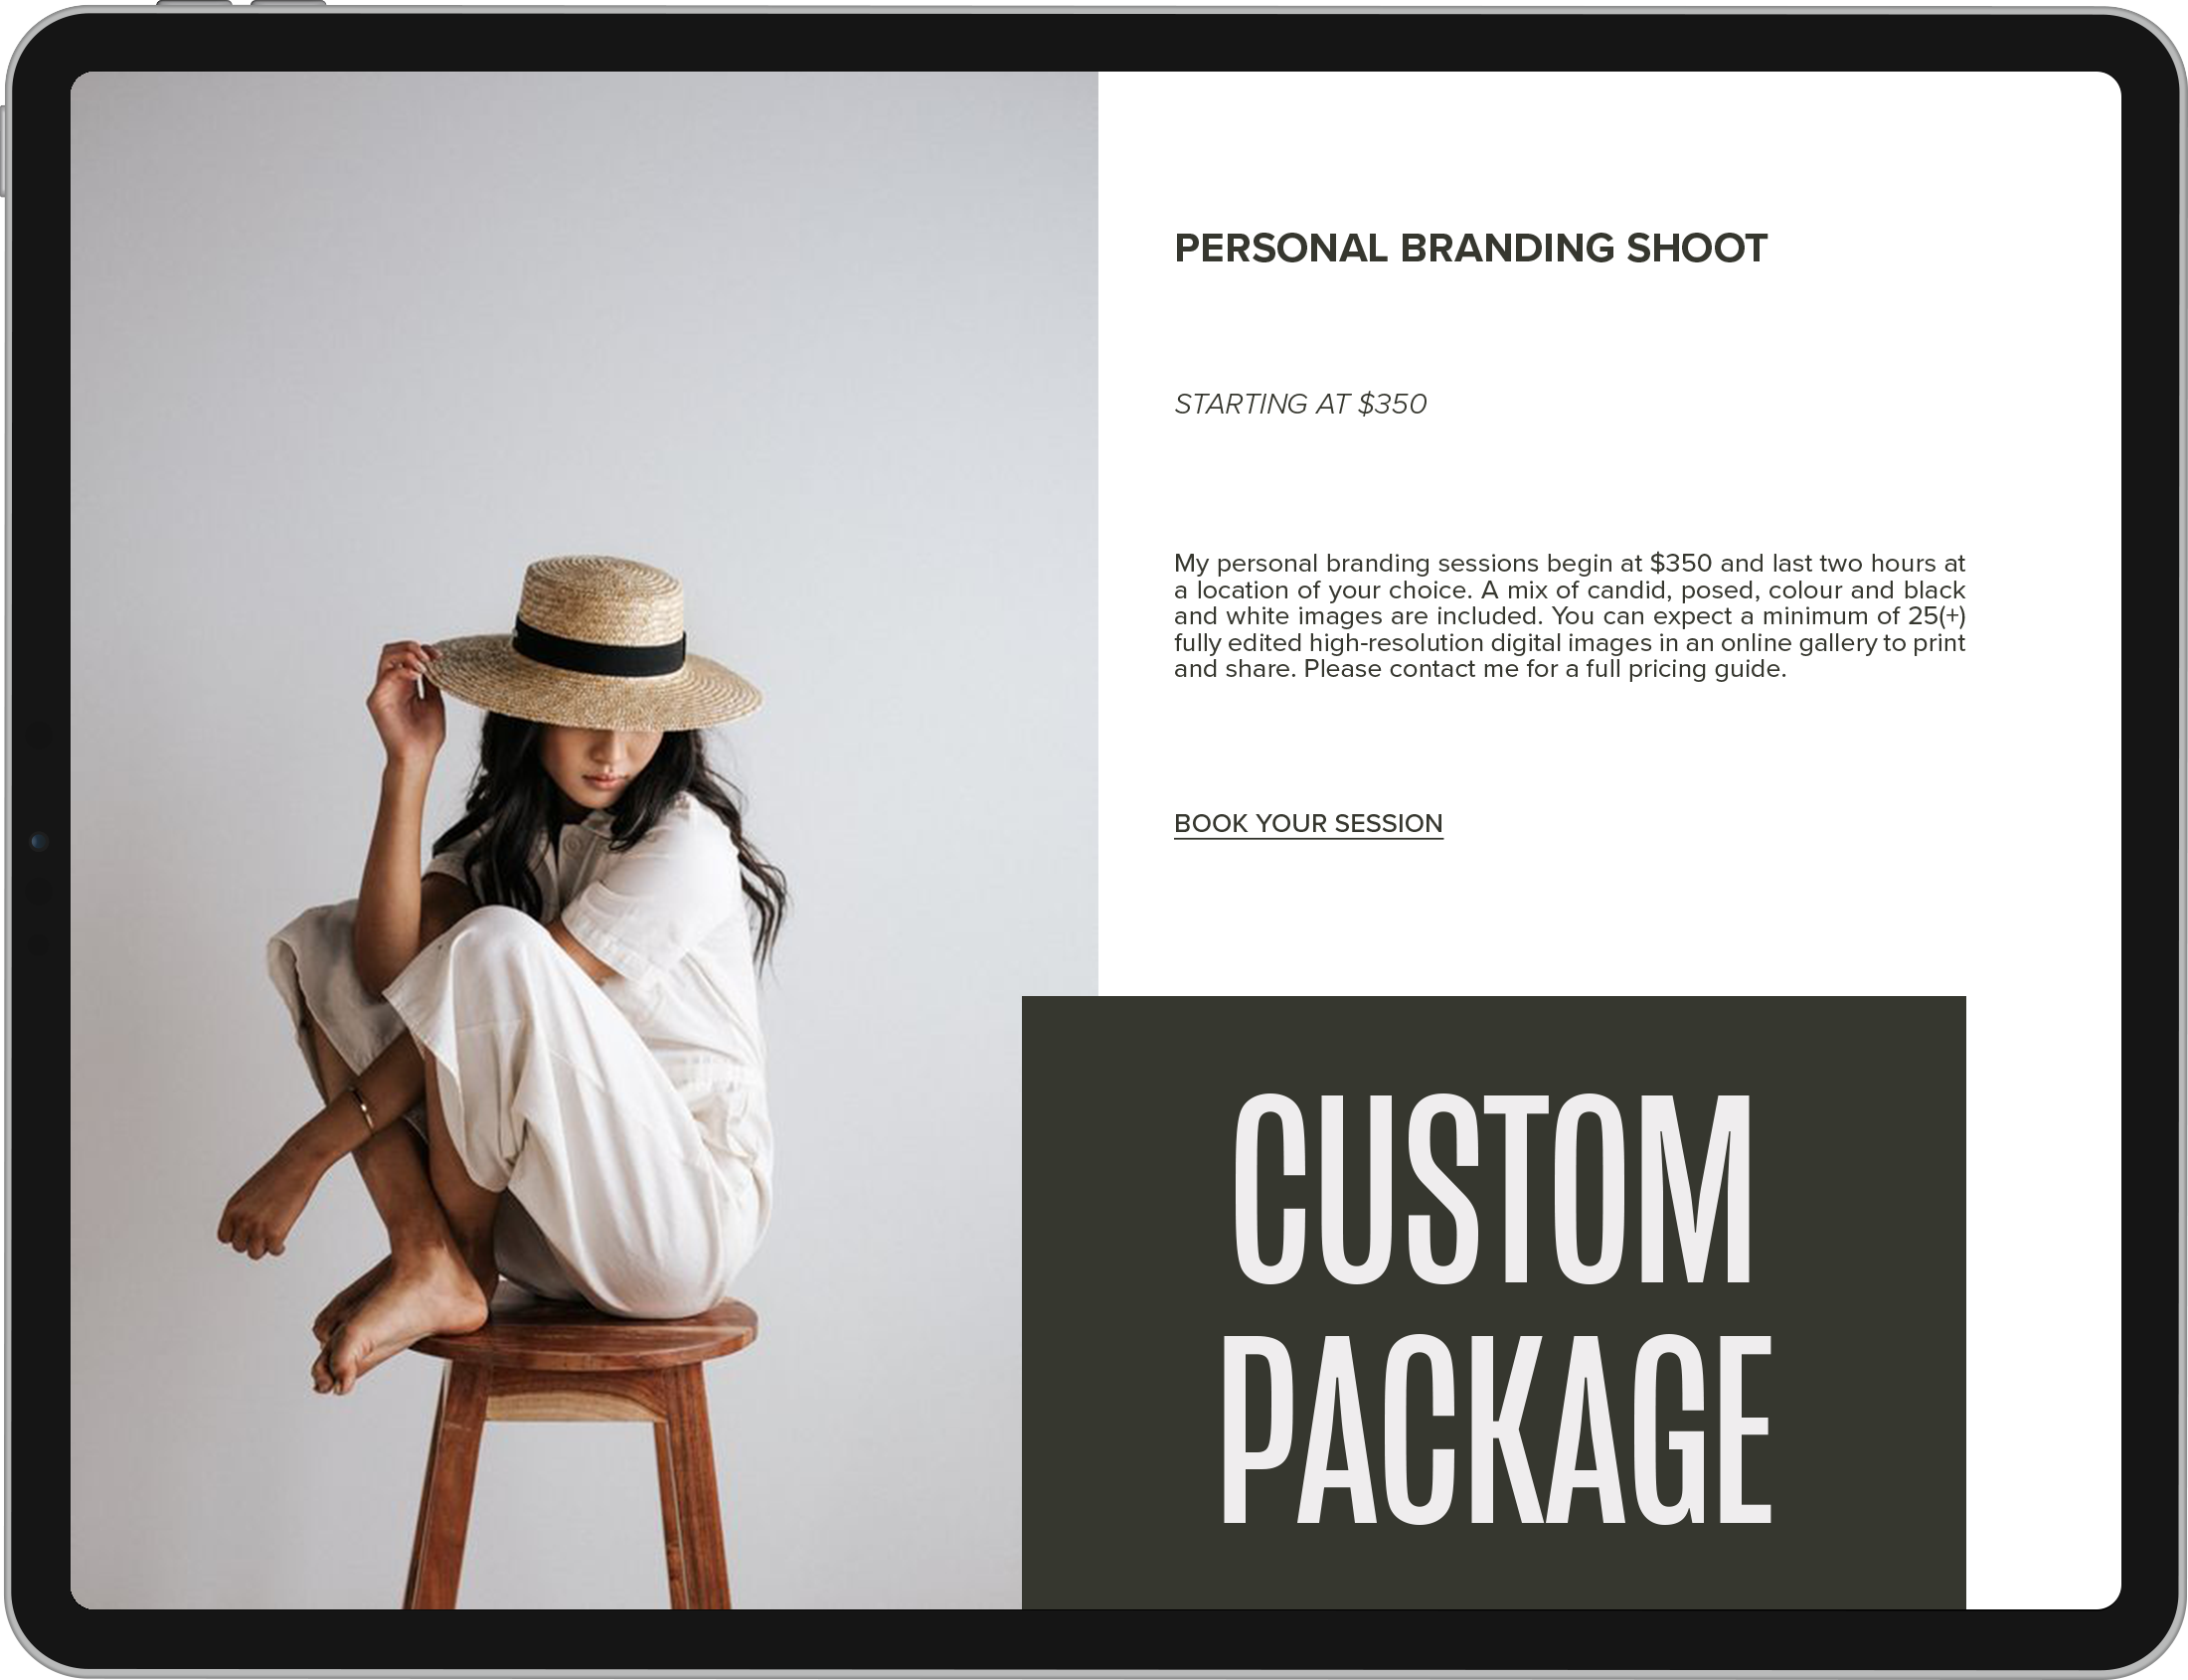 PERSONAL BRANDING SHOOT
STARTING AT $350
My personal branding sessions begin at $350 and last two hours at
a location of your choice. A mix of candid, posed, colour and black
and white images are included. You can expect a minimum of 25(+)
fully edited high-resolution digital images in an online gallery to print
and share. Please contact me for a full pricing guide.
BOOK YOUR SESSION
CUSTOM
PACKAGE